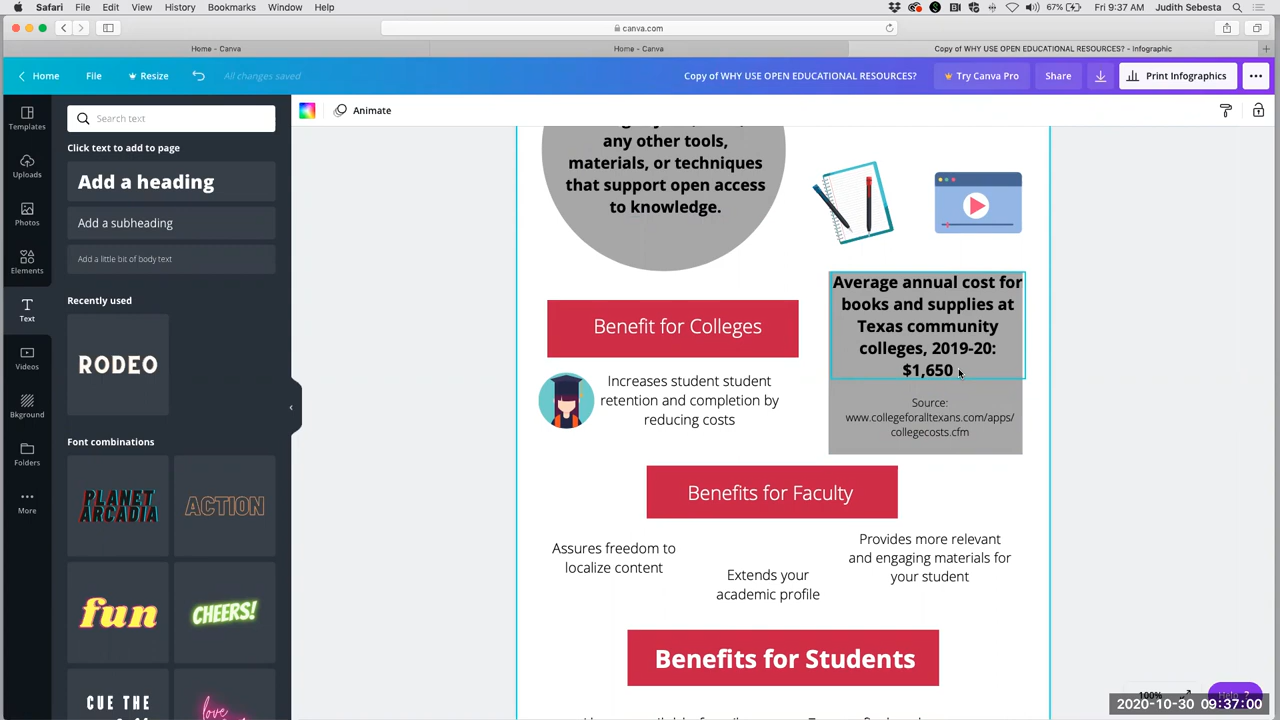 Safari File Edit View History Bookmarks Window Help 67% Fri 9:37 AM Judith Sebesta
canva.com
Home - Canva Home - Canva Copy of WHY USE OPEN EDUCATIONAL RESOURCES? - Infographic
Home File Resize All changes saved Copy of WHY USE OPEN EDUCATIONAL RESOURCES? Try Canva Pro Share Print Infographics
Animate
Templates
Uploads
Photos
Elements
Text
Videos
Bkground
Folders
More
Search text
Click text to add to page
Add a heading
Add a subheading
Add a little bit of body text
Recently used
RODEO
Font combinations
PLANET
ARCADIA
ACTION
fun
CHEERS!
CUE THE
love
any other tools,
materials, or techniques
that support open access
to knowledge.
Average annual cost for
books and supplies at
Texas community
colleges, 2019-20:
$1,650
Source:
www.collegeforalltexans.com/apps/
collegecosts.cfm
Benefit for Colleges
Increases student student
retention and completion by
reducing costs
Benefits for Faculty
Assures freedom to
localize content
Extends your
academic profile
Provides more relevant
and engaging materials for
your student
Benefits for Students
100%
Help ?
2020-10-30 09:37:00